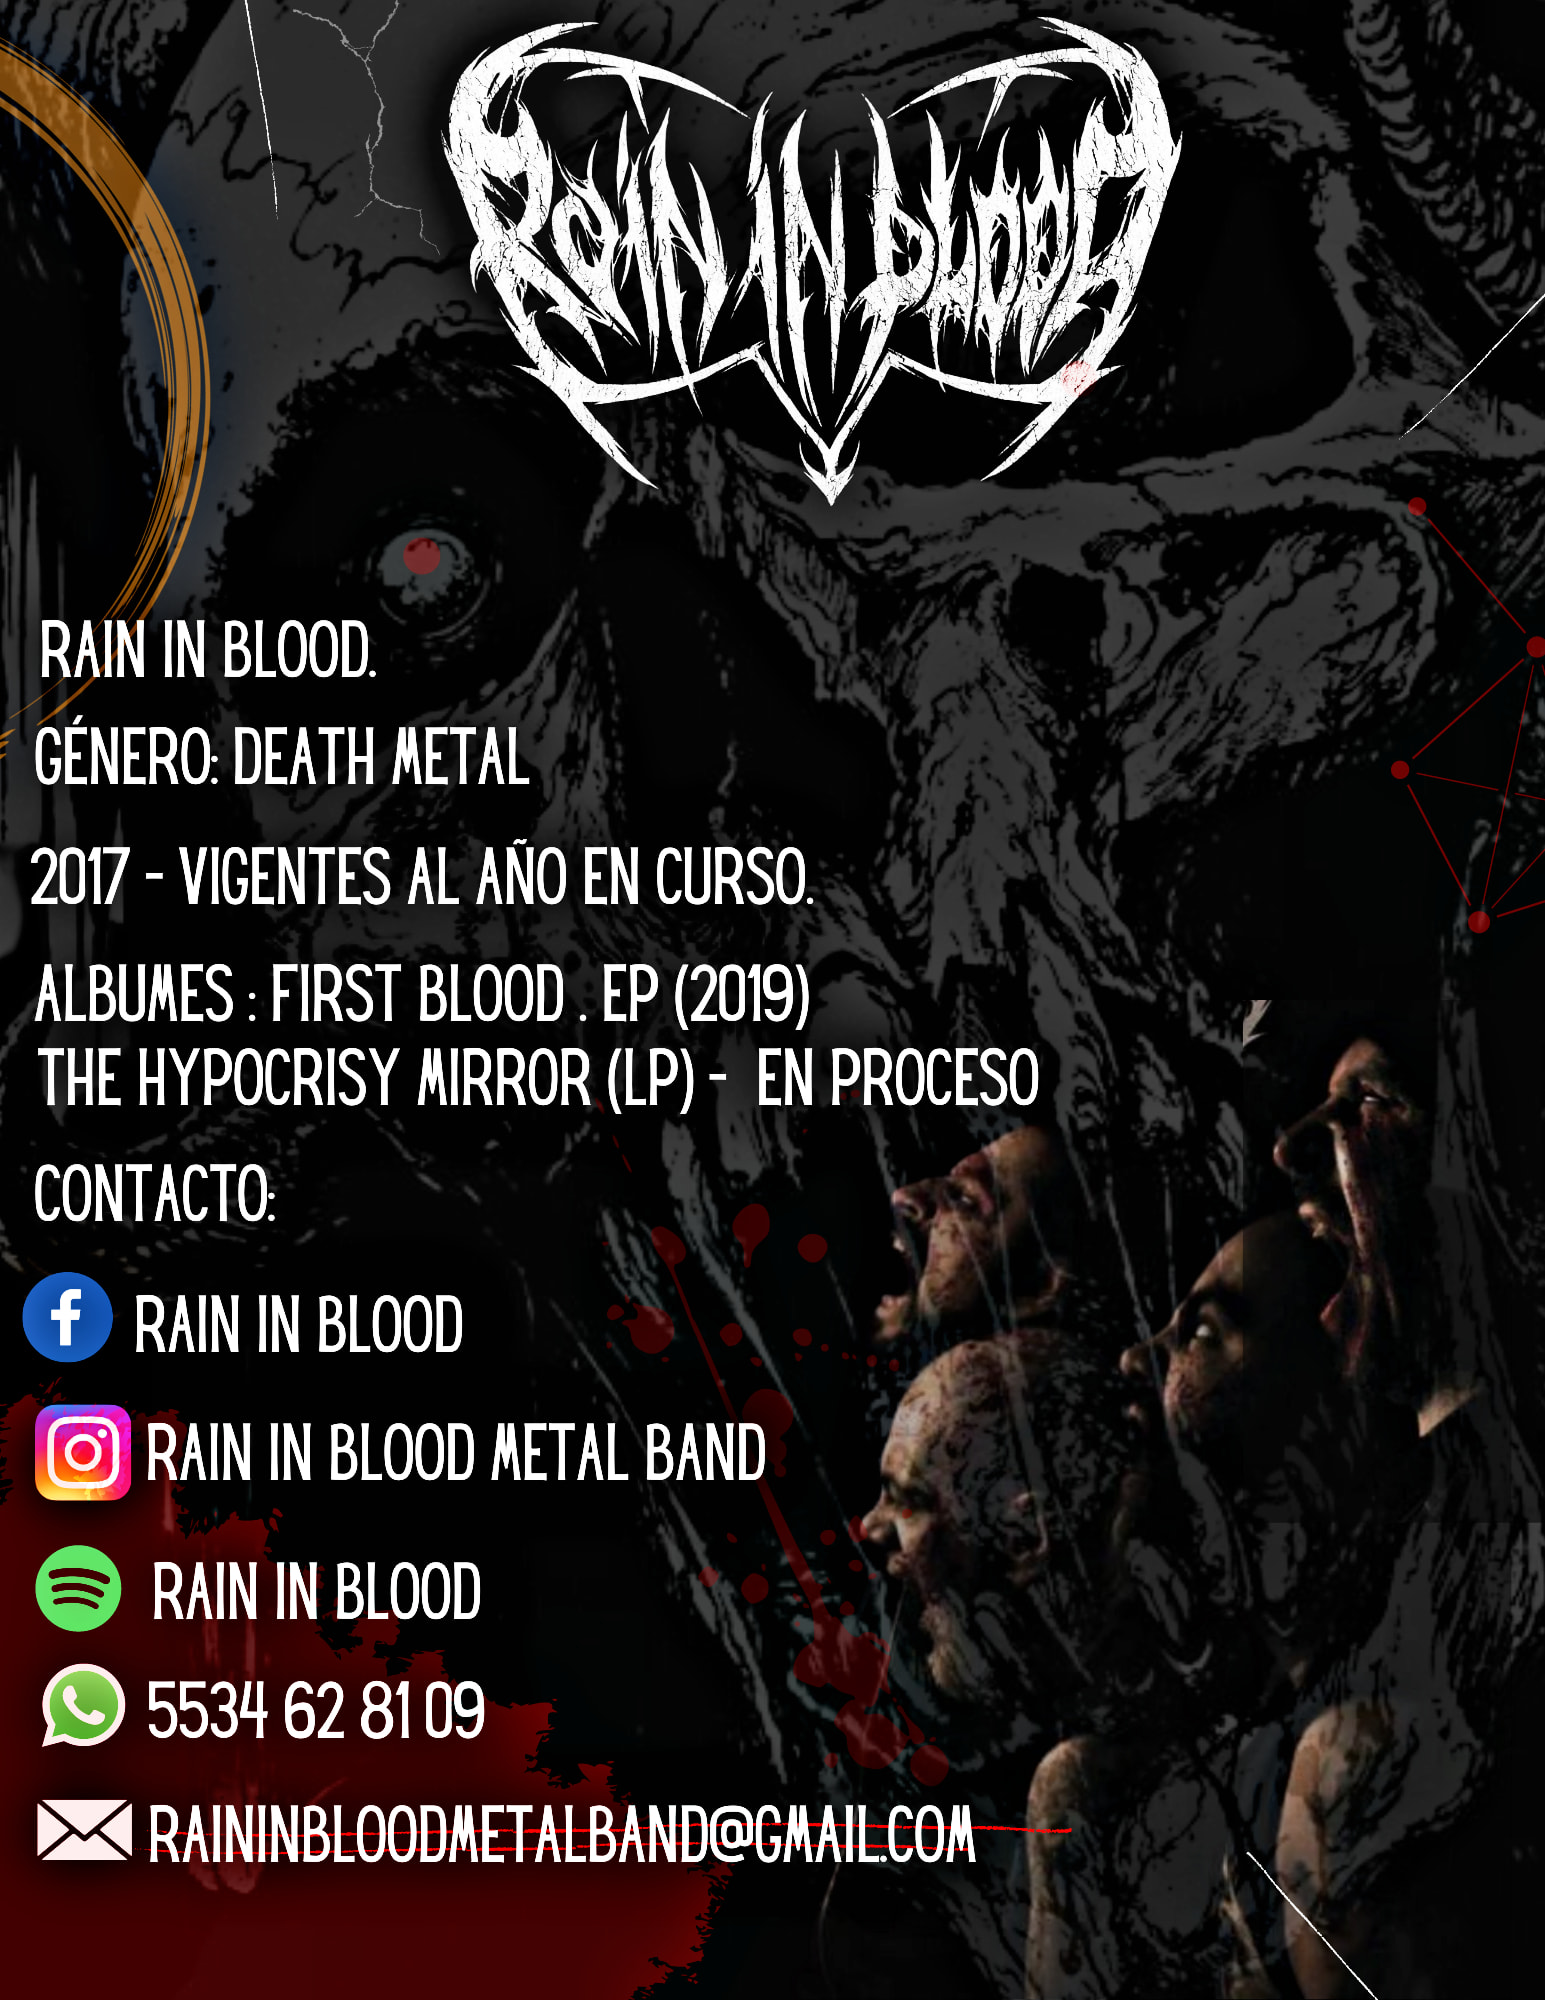 RAIN IN BLOOD
RAIN IN BLOOD.
GÉNERO: DEATH METAL
2017 - VIGENTES AL AÑO EN CURSO.
ALBUMES : FIRST BLOOD . EP (2019)
THE HYPOCRISY MIRROR (LP) - EN PROCESO
CONTACTO:
RAIN IN BLOOD
RAIN IN BLOOD METAL BAND
RAIN IN BLOOD
5534 62 81 09
RAININBLOODMETALBAND@GMAIL.COM